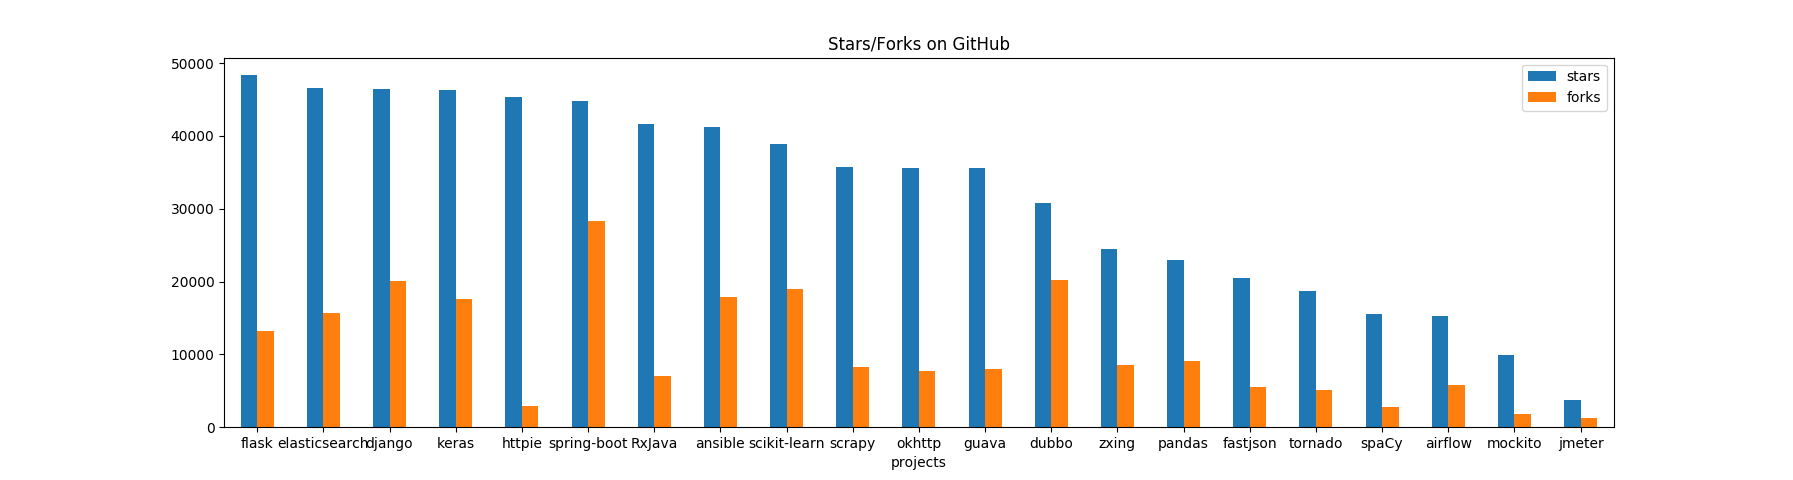 Stars/Forks on GitHub
stars
forks
50000
40000
30000
20000
10000
0
flask elasticsearch django keras httpie spring-boot RxJava ansible scikit-learn scrapy okhttp guava dubbo zxing pandas fastjson tornado spaCy airflow mockito jmeter
projects